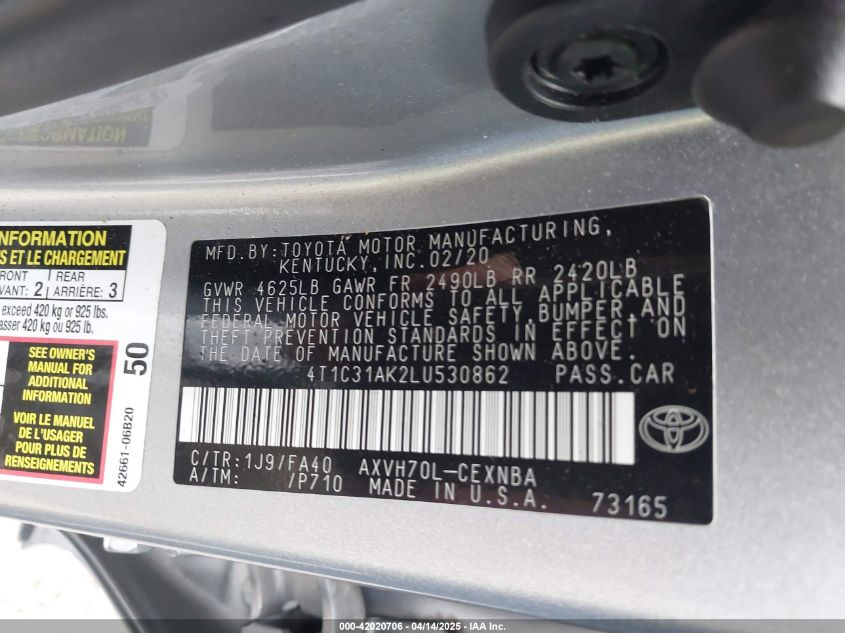 INFORMATION
S ET LE CHARGEMENT
FRONT
REAR
VANT: 2
ARRIÈRE: 3
exceed 420 kg or 925 lbs.
asser 420 kg ou 925 lb.
SEE OWNER'S
MANUAL FOR
ADDITIONAL
INFORMATION
VOIR LE MANUEL
DE L'USAGER
POUR PLUS DE
RENSEIGNEMENTS
50
42661-06B20
MFD. BY: TOYOTA MOTOR MANUFACTURING,
KENTUCKY, INC. 02/20
GVWR 4625LB GAWR FR 2490LB RR 2420LB
THIS VEHICLE CONFORMS TO ALL APPLICABLE
FEDERAL MOTOR VEHICLE SAFETY, BUMPER, AND
THEFT PREVENTION STANDARDS IN EFFECT ON
THE DATE OF MANUFACTURE SHOWN ABOVE.
4T1C31AK2LU530862 PASS. CAR
C/TR: 1J9/FA40 AXVH70L-CEXNBA
A/TM: /P710 MADE IN U.S.A. 73165
000-42020706 - 04/14/2025 - IAA Inc.